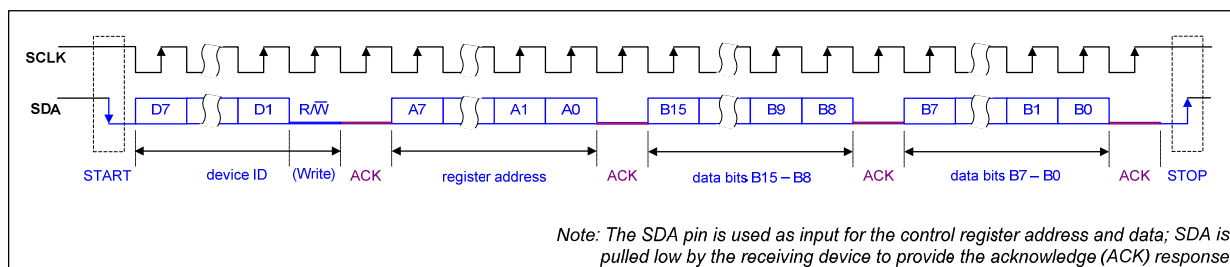 SCLK
SDA D7 D1 R/W̅ A7 A1 A0 B15 B9 B8 B7 B1 B0
START device ID (Write) ACK register address ACK data bits B15 – B8 ACK data bits B7 – B0 ACK STOP
Note: The SDA pin is used as input for the control register address and data; SDA is
pulled low by the receiving device to provide the acknowledge (ACK) response